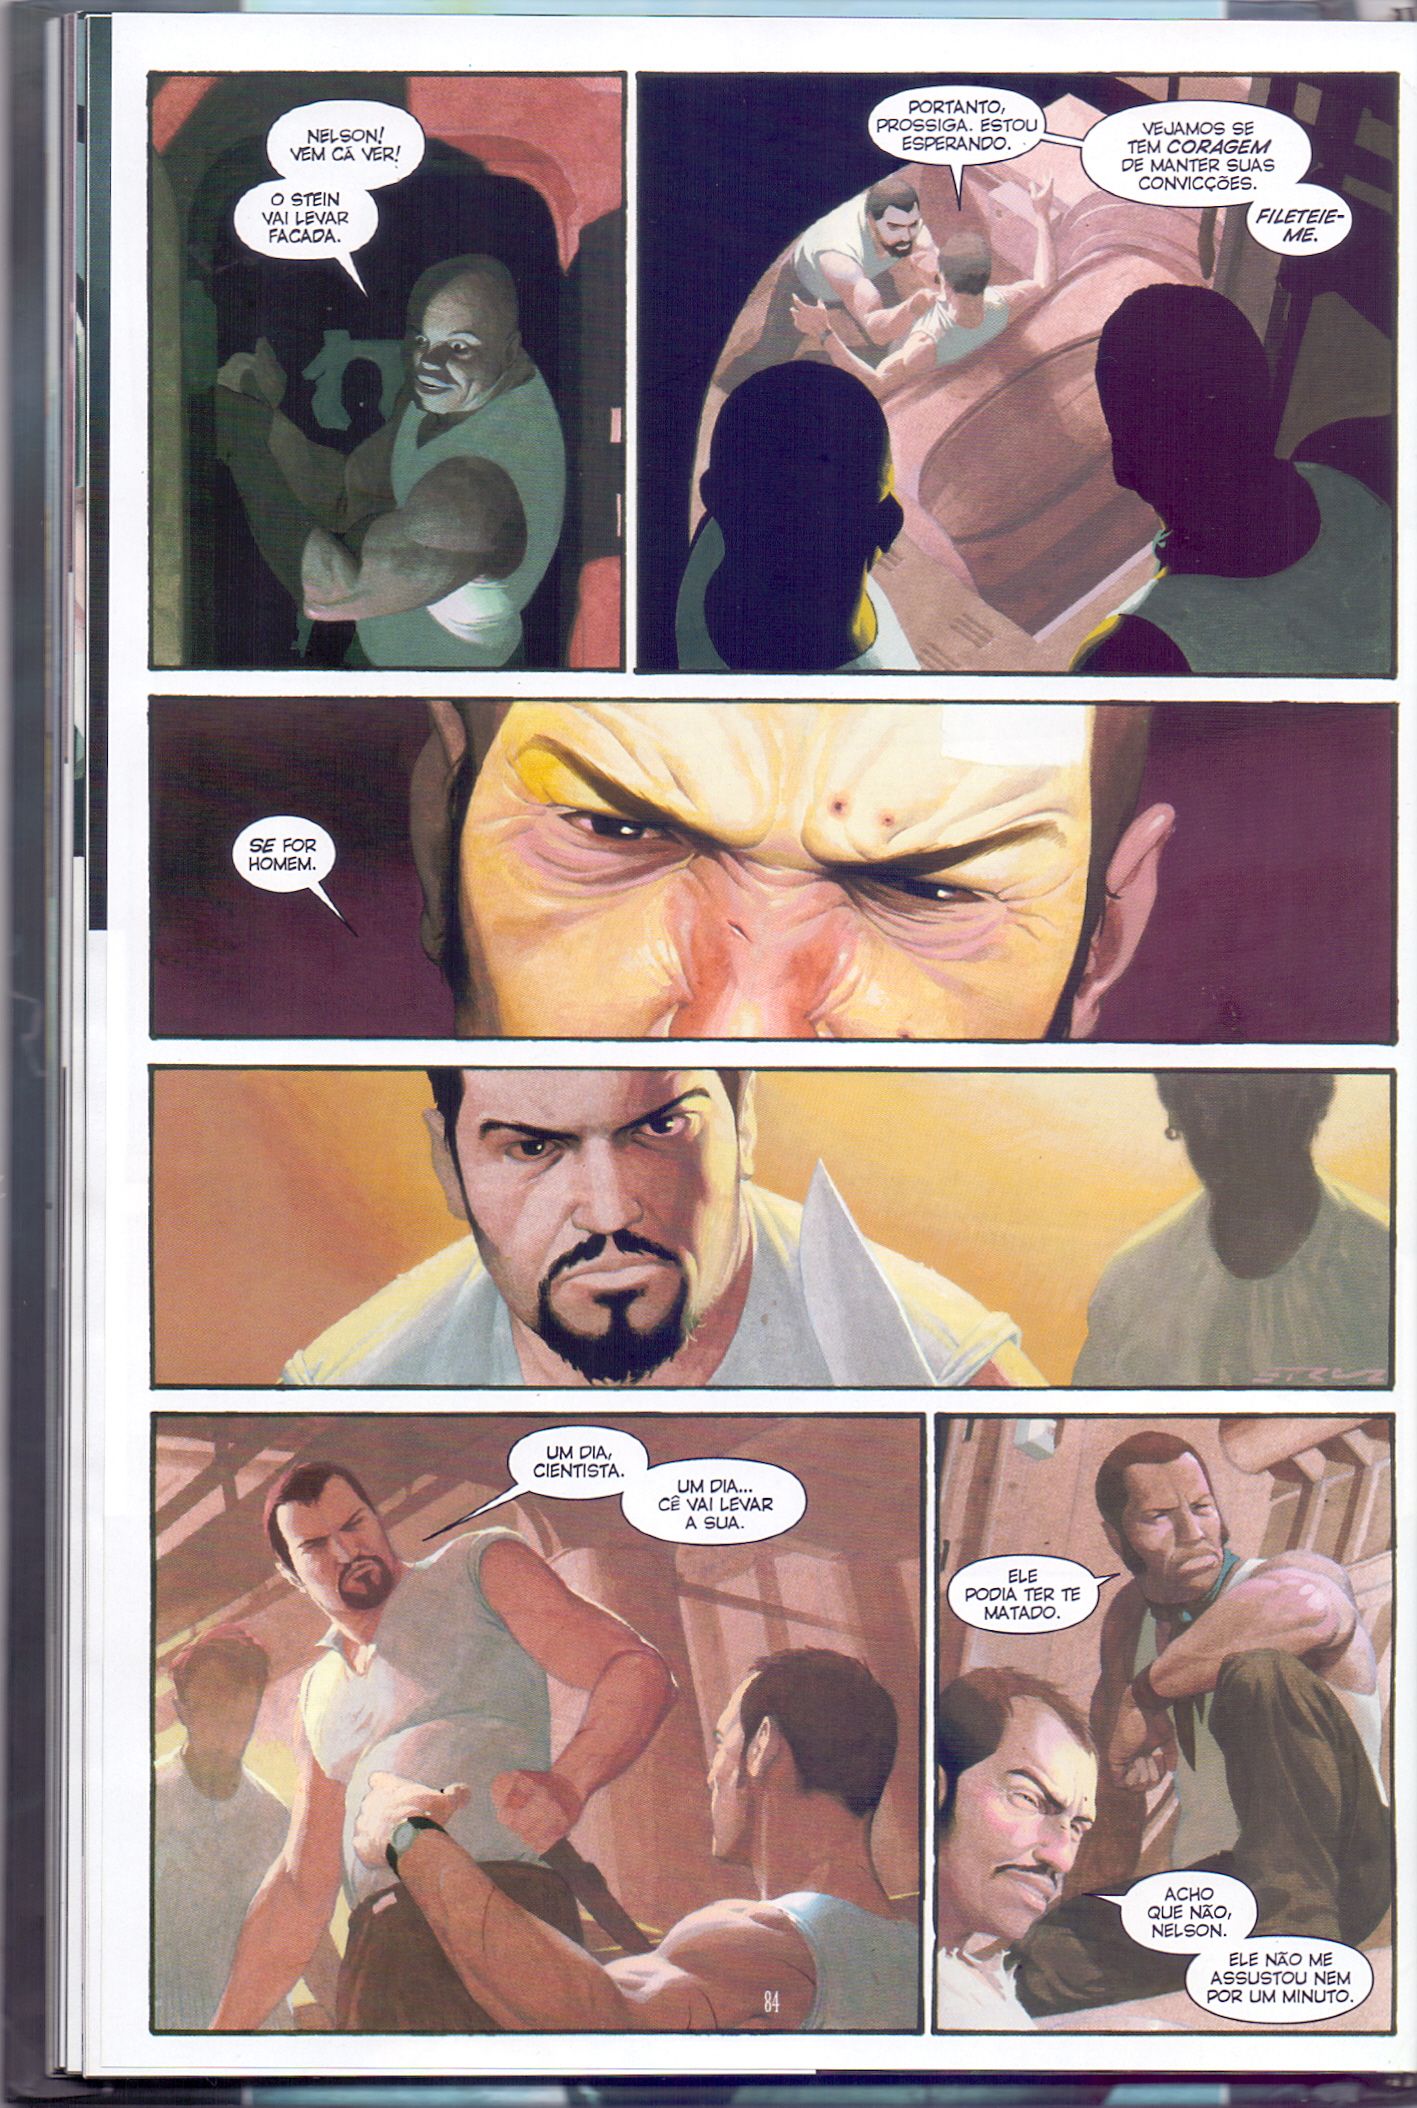 NELSON!
VEM CÁ VER!
O STEIN
VAI LEVAR
FACADA.
PORTANTO,
PROSSIGA. ESTOU
ESPERANDO.
VEJAMOS SE
TEM CORAGEM
DE MANTER SUAS
CONVICÇÕES.
FILETEIE-
ME.
SE FOR
HOMEM.
UM DIA,
CIENTISTA.
UM DIA...
CÊ VAI LEVAR
A SUA.
ELE
PODIA TER TE
MATADO.
ACHO
QUE NÃO,
NELSON.
ELE NÃO ME
ASSUSTOU NEM
POR UM MINUTO.
84